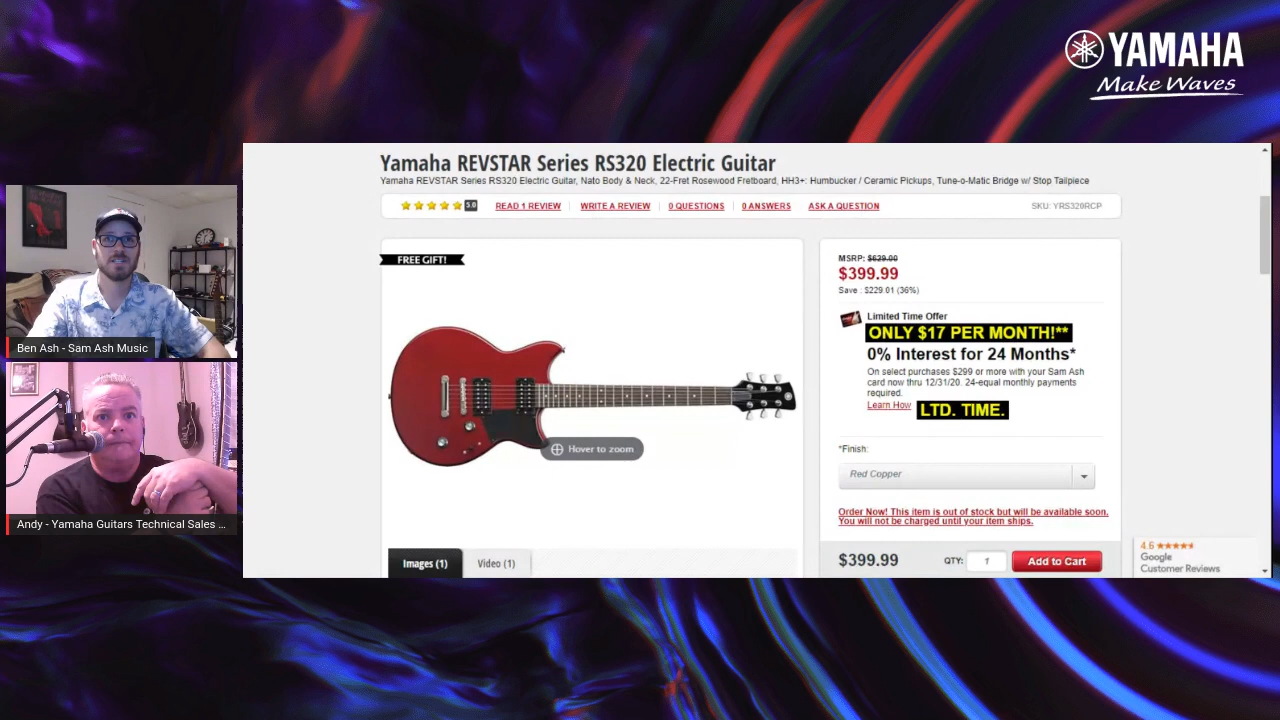 YAMAHA
Make Waves
Yamaha REVSTAR Series RS320 Electric Guitar
Yamaha REVSTAR Series RS320 Electric Guitar, Nato Body & Neck, 22-Fret Rosewood Fretboard, HH3+: Humbucker / Ceramic Pickups, Tune-o-Matic Bridge w/ Stop Tailpiece
5.0 READ 1 REVIEW WRITE A REVIEW 0 QUESTIONS 0 ANSWERS ASK A QUESTION SKU: YRS320RCP
FREE GIFT!
Hover to zoom
Images (1) Video (1)
MSRP: $629.00
$399.99
Save : $229.01 (36%)
Limited Time Offer
ONLY $17 PER MONTH!**
0% Interest for 24 Months*
On select purchases $299 or more with your Sam Ash
card now thru 12/31/20. 24-equal monthly payments
required.
Learn How LTD. TIME.
*Finish:
Red Copper
Order Now! This item is out of stock but will be available soon.
You will not be charged until your item ships.
$399.99 QTY: 1 Add to Cart
4.6
Google
Customer Reviews
Ben Ash - Sam Ash Music
Andy - Yamaha Guitars Technical Sales ...